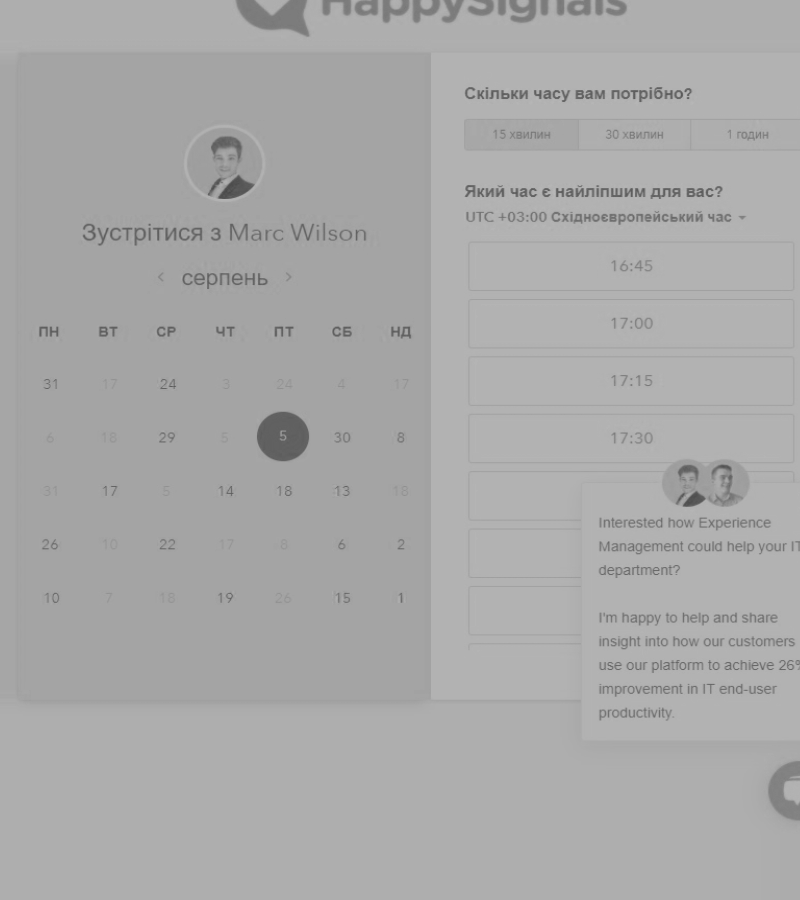 HappySignals
Зустрітися з Marc Wilson
серпень
ПН ВТ СР ЧТ ПТ СБ НД
31 17 24 3 24 4 17
6 18 29 5 5 30 8
31 17 5 14 18 13 18
26 10 22 17 8 6 2
10 7 18 19 26 15 1
Скільки часу вам потрібно?
15 хвилин 30 хвилин 1 годин
Який час є найліпшим для вас?
UTC +03:00 Східноєвропейський час
16:45
17:00
17:15
17:30
Interested how Experience
Management could help your IT
department?
I'm happy to help and share
insight into how our customers
use our platform to achieve 26%
improvement in IT end-user
productivity.